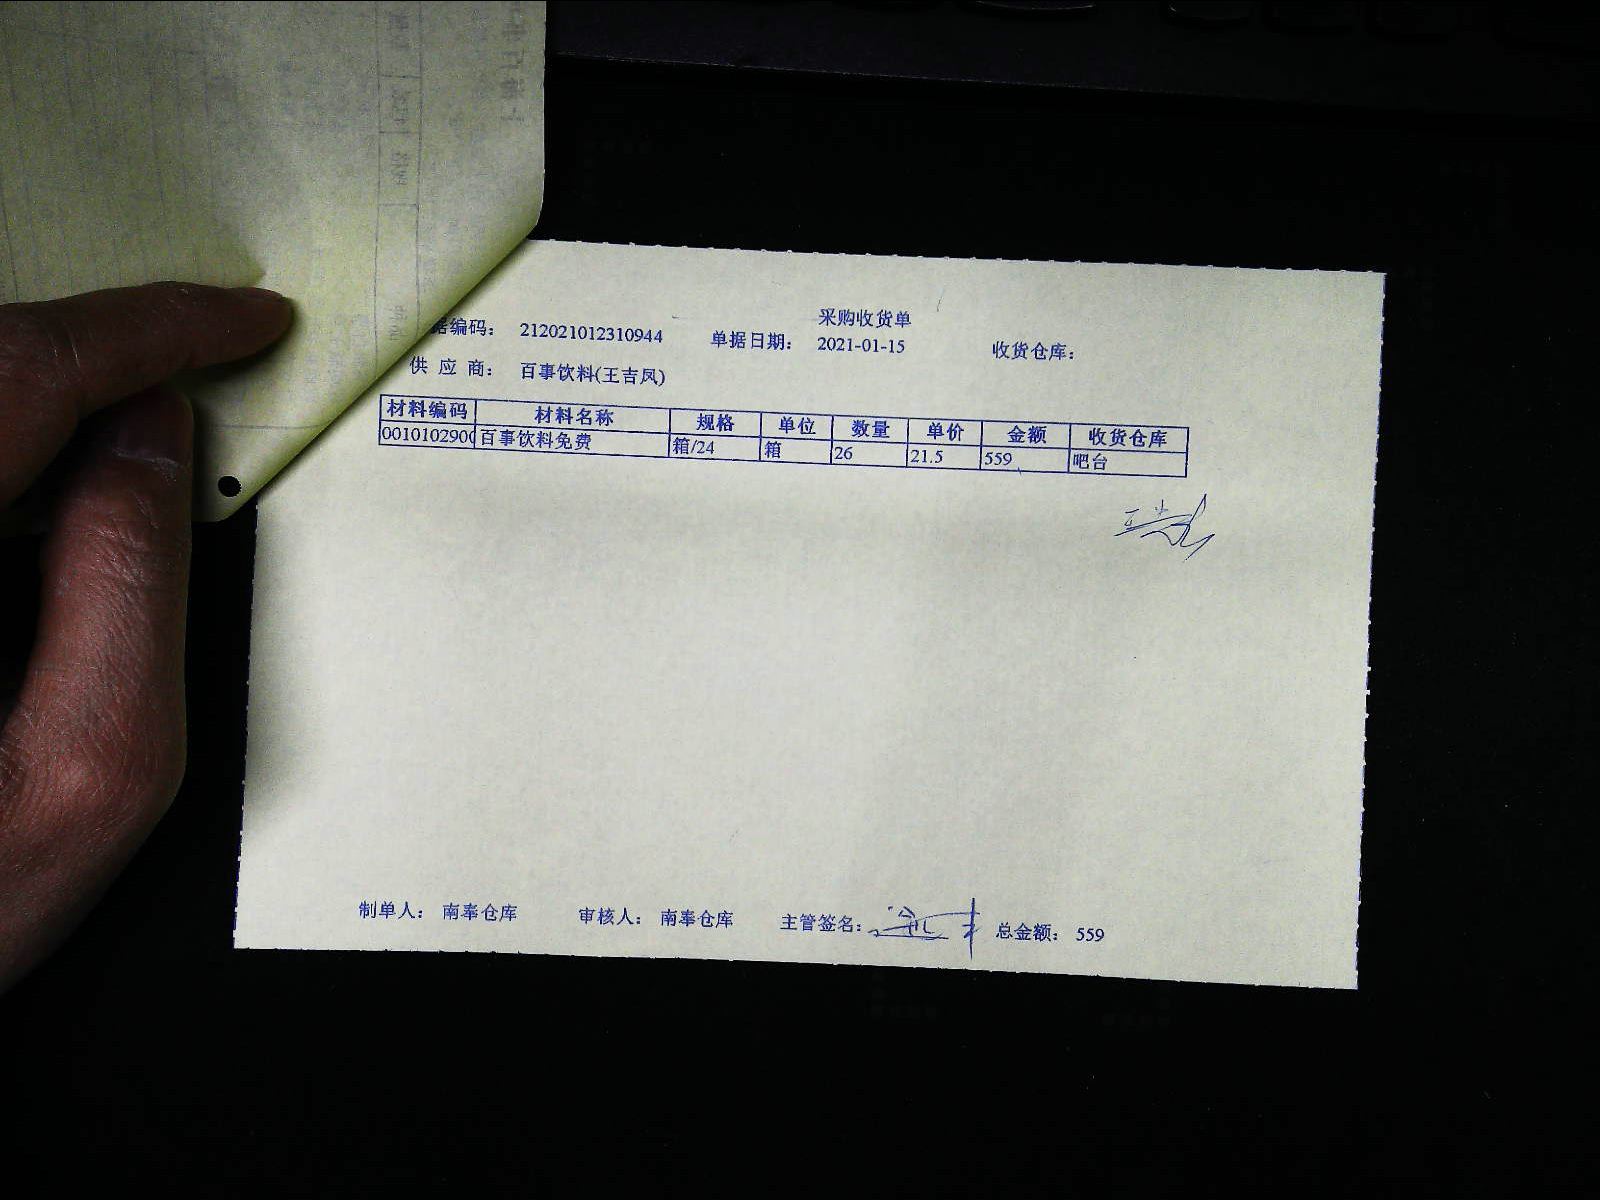 采购收货单
据编码： 212021012310944 单据日期： 2021-01-15 收货仓库：
供 应 商： 百事饮料(王吉凤)
材料编码 材料名称 规格 单位 数量 单价 金额 收货仓库
0010102900 百事饮料免费 箱/24 箱 26 21.5 559 吧台
制单人： 南奉仓库 审核人： 南奉仓库 主管签名： 总金额： 559